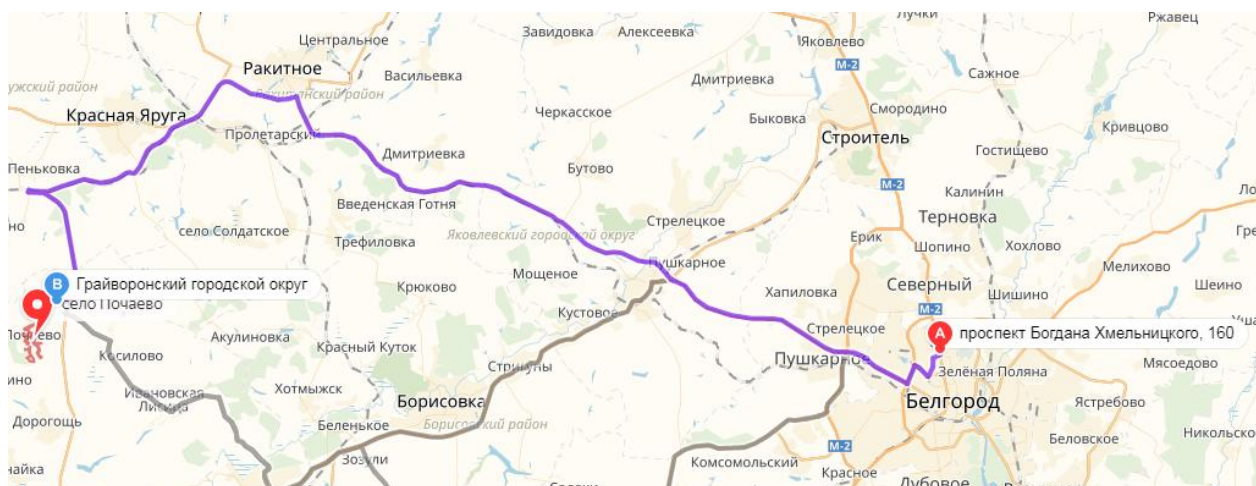 Лучки
Ржавец
Завидовка
Алексеевка
Центральное
Яковлево
М-2
Ракитное
Васильевка
Сажное
Дмитриевка
Смородино
Красная Яруга
Черкасское
Быковка
Кривцово
Пролетарский
Строитель
Дмитриевка
Гостищево
Пеньковка
Бутово
М-2
Калинин
Введенская Готня
Терновка
Стрелецкое
село Солдатское
Яковлевский городской округ
Трефиловка
Ерик
Шопино
Хохлово
Пушкарное
Мощеное
Мелихово
В
Грайворонский городской округ
Крюково
Хапиловка
Северный
Шишино
Шеино
село Почаево
Кустовое
Стрелецкое
А
проспект Богдана Хмельницкого, 160
Акулиновка
Красный Куток
Косилово
Стригуны
Пушкарное
Зелёная Поляна
Мясоедово
Хотмыжск
Ивановская
Лисица
Борисовка
Белгород
Ястребово
Дорогощь
Беленькое
Борисовский район
Никольское
М-2
Беловское
Зозули
Комсомольский
Красное
Дубовое